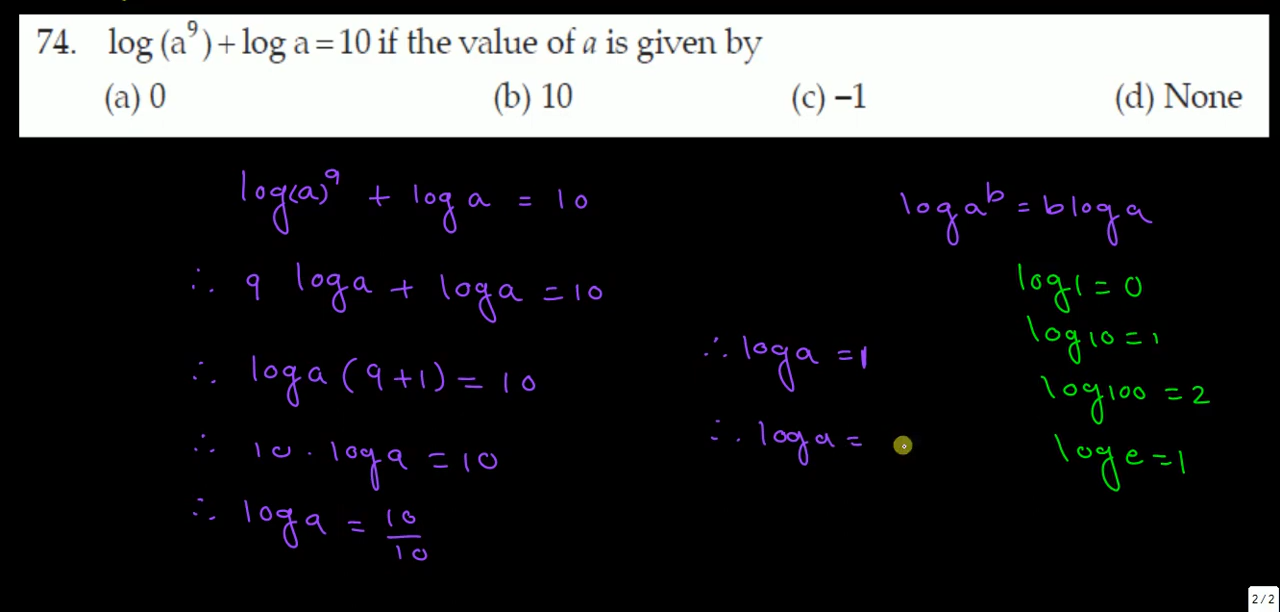 74. log (a⁹) + log a = 10 if the value of a is given by
(a) 0 (b) 10 (c) –1 (d) None
log(a)⁹ + log a = 10
∴ 9 log a + log a = 10
∴ log a (9+1) = 10
∴ 10 . log a = 10
∴ log a = 10/10
∴ log a = 1
∴ log a =
log aᵇ = b log a
log 1 = 0
log 10 = 1
log 100 = 2
log e = 1
2 / 2